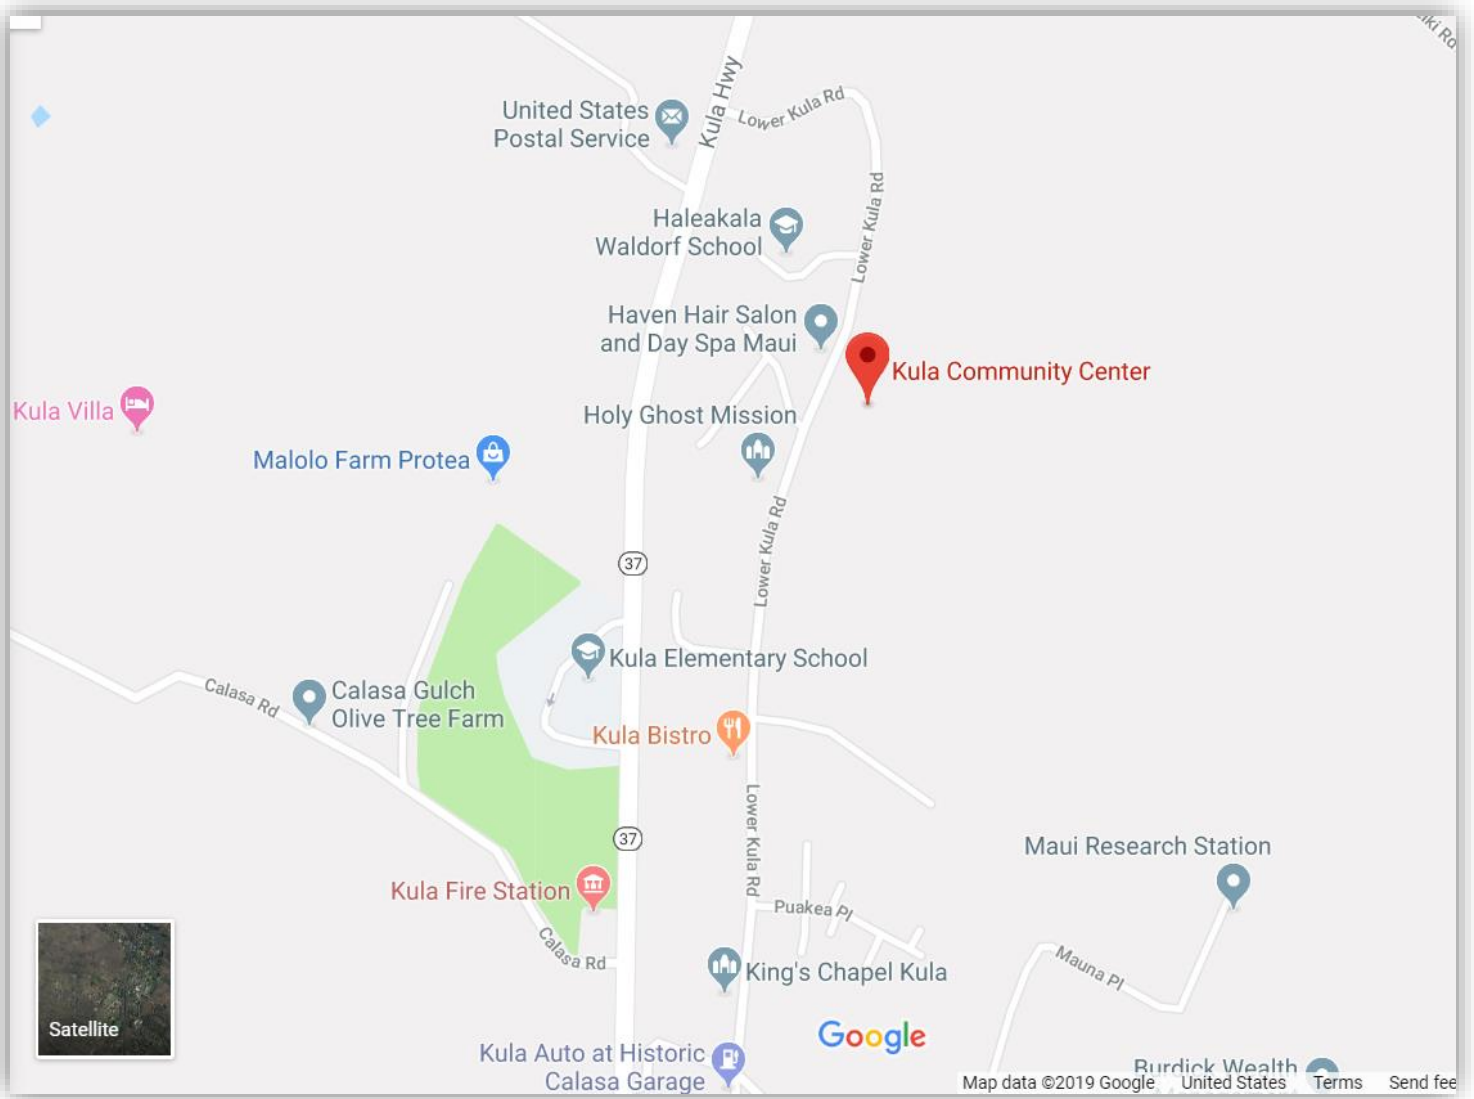 iki Rd
Kula Hwy
Lower Kula Rd
United States
Postal Service
Lower Kula Rd
Haleakala
Waldorf School
Haven Hair Salon
and Day Spa Maui
Kula Community Center
Kula Villa
Holy Ghost Mission
Malolo Farm Protea
Lower Kula Rd
37
Kula Elementary School
Calasa Rd
Calasa Gulch
Olive Tree Farm
Kula Bistro
Lower Kula Rd
37
Maui Research Station
Kula Fire Station
Puakea Pl
Calasa Rd
King's Chapel Kula
Mauna Pl
Satellite
Google
Kula Auto at Historic
Calasa Garage
Burdick Wealth
Map data ©2019 Google United States Terms Send fee